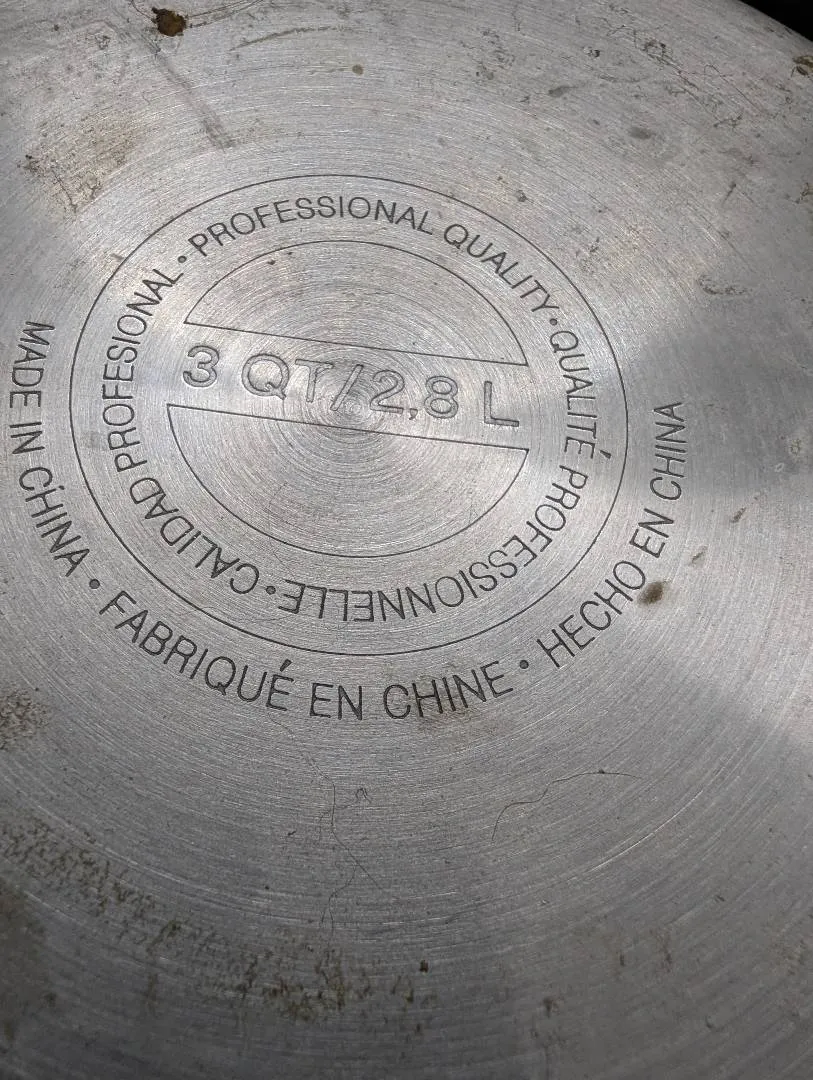 PROFESSIONAL QUALITY • QUALITÉ PROFESSIONNELLE • CALIDAD PROFESIONAL •
3 QT/2,8 L
MADE IN CHINA • FABRIQUÉ EN CHINE • HECHO EN CHINA